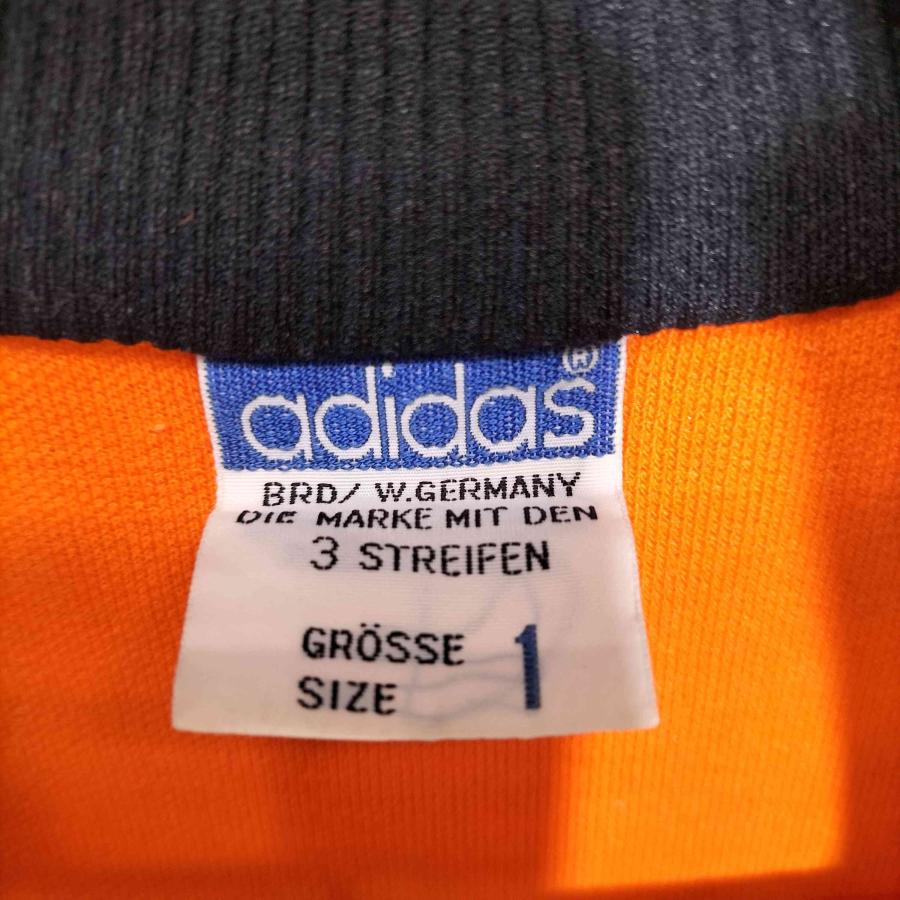 adidas®
BRD/ W.GERMANY
DIE MARKE MIT DEN
3 STREIFEN
GRÖSSE 1
SIZE